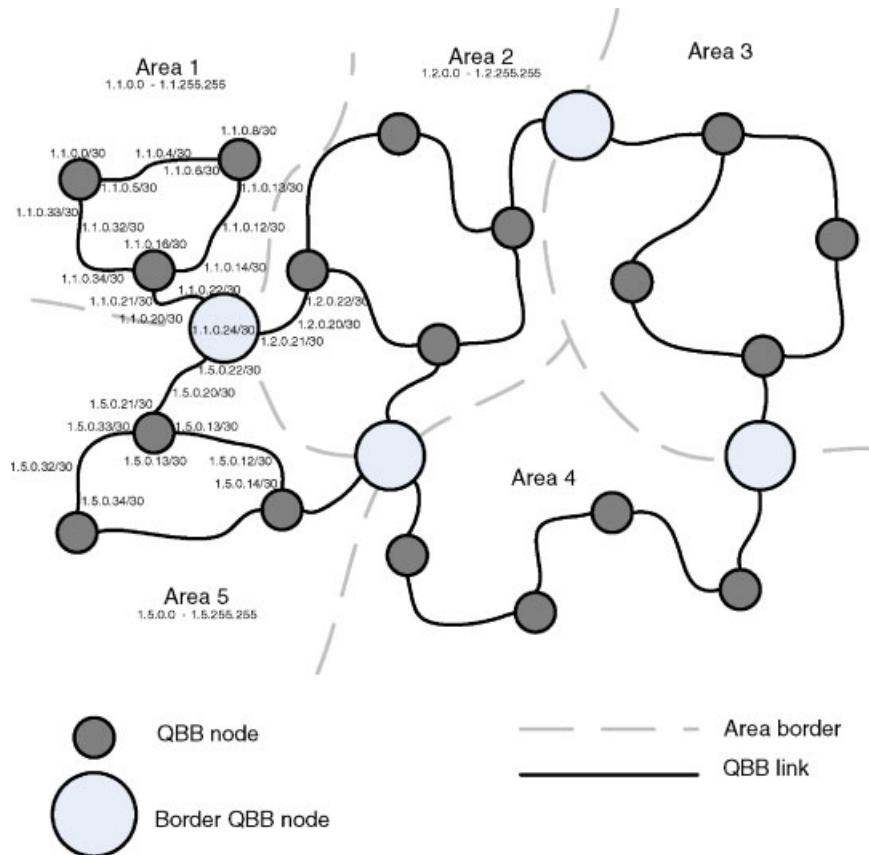 Area 1
1.1.0.0 - 1.1.255.255
Area 2
1.2.0.0 - 1.2.255.255
Area 3
1.1.0.8/30
1.1.0.0/30
1.1.0.4/30
1.1.0.6/30
1.1.0.5/30
1.1.0.13/30
1.1.0.33/30
1.1.0.32/30
1.1.0.12/30
1.1.0.16/30
1.1.0.34/30
1.1.0.14/30
1.1.0.22/30
1.1.0.21/30
1.1.0.20/30
1.1.0.24/30
1.2.0.22/30
1.2.0.20/30
1.2.0.21/30
1.5.0.22/30
1.5.0.20/30
1.5.0.21/30
1.5.0.33/30
1.5.0.13/30
1.5.0.13/30
1.5.0.12/30
1.5.0.32/30
1.5.0.14/30
1.5.0.34/30
Area 4
Area 5
1.5.0.0 - 1.5.255.255
QBB node
Area border
QBB link
Border QBB node